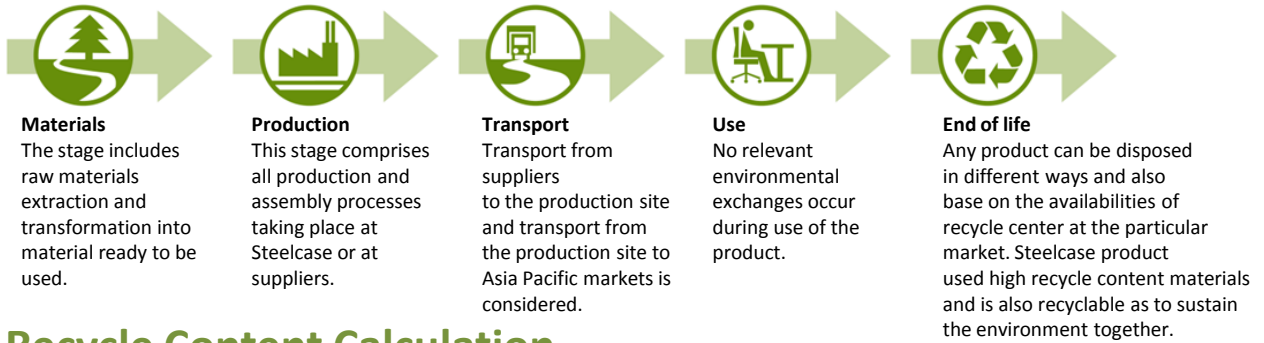 Materials
The stage includes
raw materials
extraction and
transformation into
material ready to be
used.
Production
This stage comprises
all production and
assembly processes
taking place at
Steelcase or at
suppliers.
Transport
Transport from
suppliers
to the production site
and transport from
the production site to
Asia Pacific markets is
considered.
Use
No relevant
environmental
exchanges occur
during use of the
product.
End of life
Any product can be disposed
in different ways and also
base on the availabilities of
recycle center at the particular
market. Steelcase product
used high recycle content materials
and is also recyclable as to sustain
the environment together.
Recycle Content Calculation